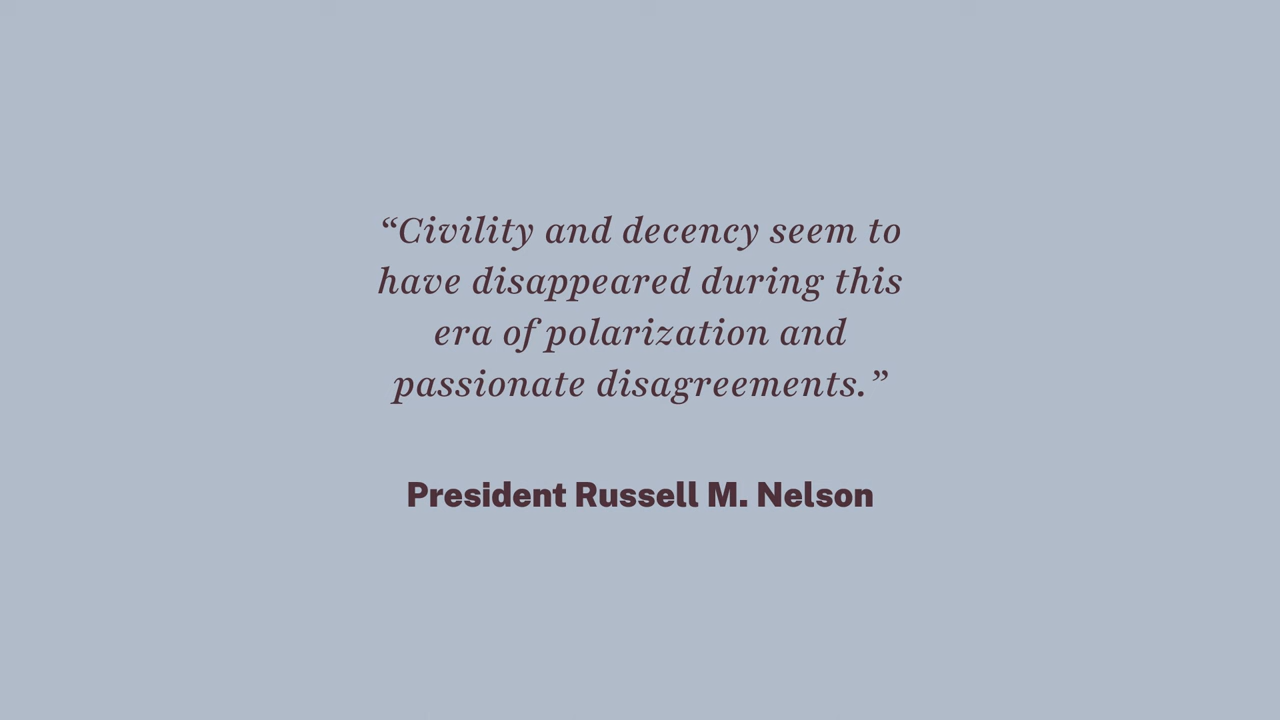 “Civility and decency seem to
have disappeared during this
era of polarization and
passionate disagreements.”
President Russell M. Nelson